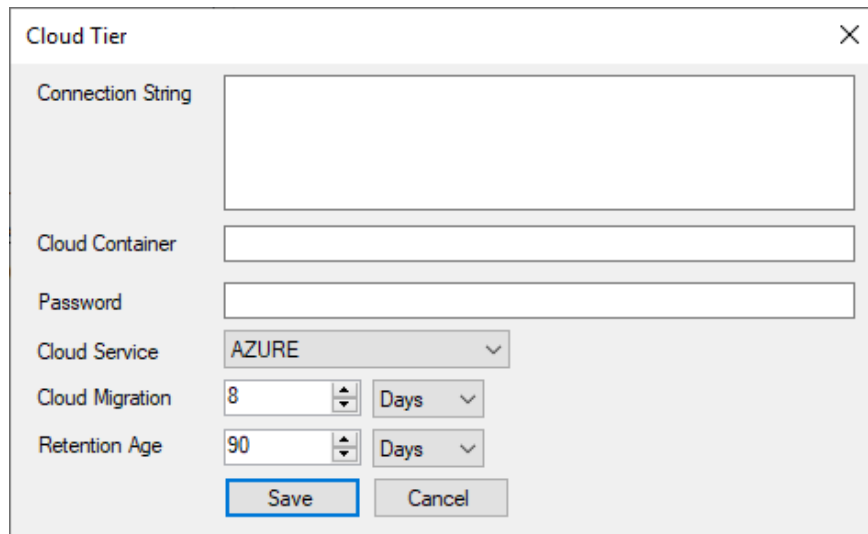 Cloud Tier
Connection String
Cloud Container
Password
Cloud Service AZURE
Cloud Migration 8 Days
Retention Age 90 Days
Save Cancel